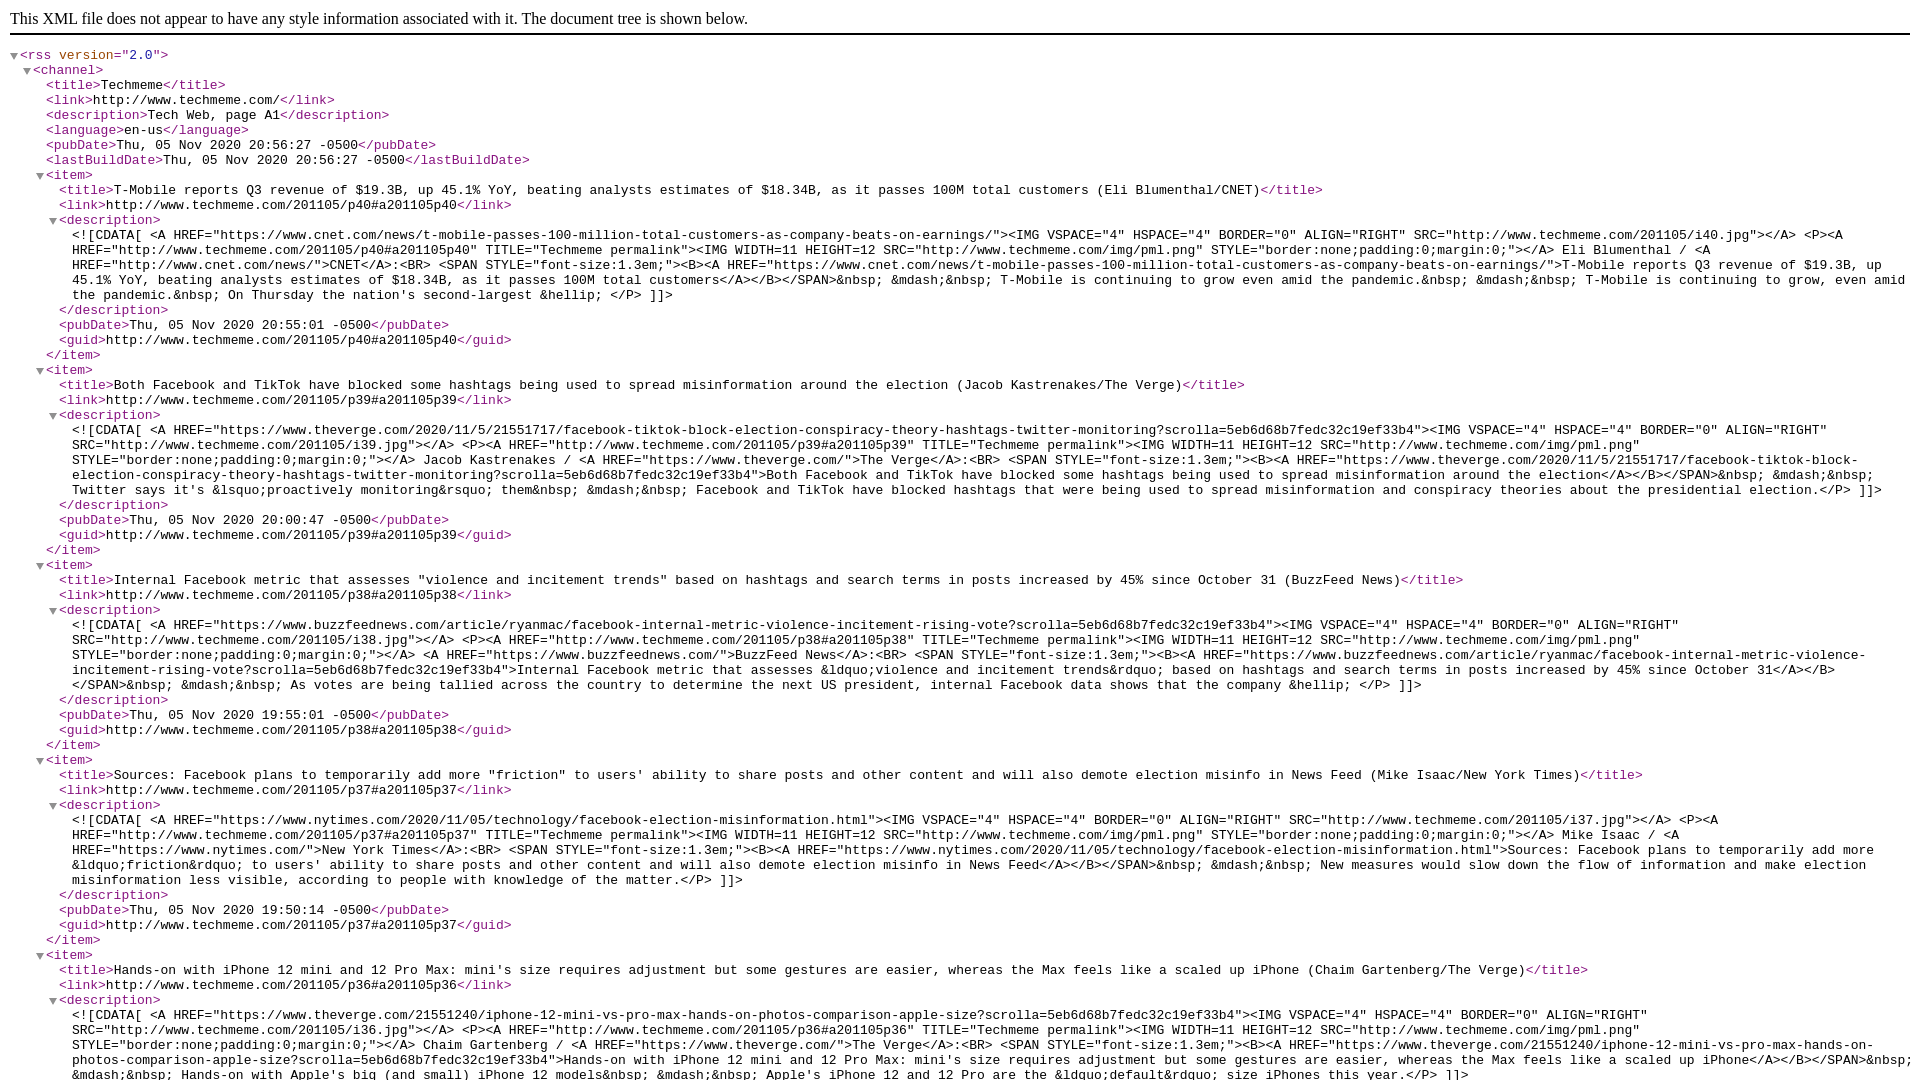 This XML file does not appear to have any style information associated with it. The document tree is shown below.
<rss version="2.0">
<channel>
<title>Techmeme</title>
<link>http://www.techmeme.com/</link>
<description>Tech Web, page A1</description>
<language>en-us</language>
<pubDate>Thu, 05 Nov 2020 20:56:27 -0500</pubDate>
<lastBuildDate>Thu, 05 Nov 2020 20:56:27 -0500</lastBuildDate>
<item>
<title>T-Mobile reports Q3 revenue of $19.3B, up 45.1% YoY, beating analysts estimates of $18.34B, as it passes 100M total customers (Eli Blumenthal/CNET)</title>
<link>http://www.techmeme.com/201105/p40#a201105p40</link>
<description>
<![CDATA[ <A HREF="https://www.cnet.com/news/t-mobile-passes-100-million-total-customers-as-company-beats-on-earnings/"><IMG VSPACE="4" HSPACE="4" BORDER="0" ALIGN="RIGHT" SRC="http://www.techmeme.com/201105/i40.jpg"></A> <P><A
HREF="http://www.techmeme.com/201105/p40#a201105p40" TITLE="Techmeme permalink"><IMG WIDTH=11 HEIGHT=12 SRC="http://www.techmeme.com/img/pml.png" STYLE="border:none;padding:0;margin:0;"></A> Eli Blumenthal / <A
HREF="http://www.cnet.com/news/">CNET</A>:<BR> <SPAN STYLE="font-size:1.3em;"><B><A HREF="https://www.cnet.com/news/t-mobile-passes-100-million-total-customers-as-company-beats-on-earnings/">T-Mobile reports Q3 revenue of $19.3B, up
45.1% YoY, beating analysts estimates of $18.34B, as it passes 100M total customers</A></B></SPAN>&nbsp; &mdash;&nbsp; T-Mobile is continuing to grow even amid the pandemic.&nbsp; &mdash;&nbsp; T-Mobile is continuing to grow, even amid
the pandemic.&nbsp; On Thursday the nation's second-largest &hellip; </P> ]]>
</description>
<pubDate>Thu, 05 Nov 2020 20:55:01 -0500</pubDate>
<guid>http://www.techmeme.com/201105/p40#a201105p40</guid>
</item>
<item>
<title>Both Facebook and TikTok have blocked some hashtags being used to spread misinformation around the election (Jacob Kastrenakes/The Verge)</title>
<link>http://www.techmeme.com/201105/p39#a201105p39</link>
<description>
<![CDATA[ <A HREF="https://www.theverge.com/2020/11/5/21551717/facebook-tiktok-block-election-conspiracy-theory-hashtags-twitter-monitoring?scrolla=5eb6d68b7fedc32c19ef33b4"><IMG VSPACE="4" HSPACE="4" BORDER="0" ALIGN="RIGHT"
SRC="http://www.techmeme.com/201105/i39.jpg"></A> <P><A HREF="http://www.techmeme.com/201105/p39#a201105p39" TITLE="Techmeme permalink"><IMG WIDTH=11 HEIGHT=12 SRC="http://www.techmeme.com/img/pml.png"
STYLE="border:none;padding:0;margin:0;"></A> Jacob Kastrenakes / <A HREF="https://www.theverge.com/">The Verge</A>:<BR> <SPAN STYLE="font-size:1.3em;"><B><A HREF="https://www.theverge.com/2020/11/5/21551717/facebook-tiktok-block-
election-conspiracy-theory-hashtags-twitter-monitoring?scrolla=5eb6d68b7fedc32c19ef33b4">Both Facebook and TikTok have blocked some hashtags being used to spread misinformation around the election</A></B></SPAN>&nbsp; &mdash;&nbsp;
Twitter says it's &lsquo;proactively monitoring&rsquo; them&nbsp; &mdash;&nbsp; Facebook and TikTok have blocked hashtags that were being used to spread misinformation and conspiracy theories about the presidential election.</P> ]]>
</description>
<pubDate>Thu, 05 Nov 2020 20:00:47 -0500</pubDate>
<guid>http://www.techmeme.com/201105/p39#a201105p39</guid>
</item>
<item>
<title>Internal Facebook metric that assesses "violence and incitement trends" based on hashtags and search terms in posts increased by 45% since October 31 (BuzzFeed News)</title>
<link>http://www.techmeme.com/201105/p38#a201105p38</link>
<description>
<![CDATA[ <A HREF="https://www.buzzfeednews.com/article/ryanmac/facebook-internal-metric-violence-incitement-rising-vote?scrolla=5eb6d68b7fedc32c19ef33b4"><IMG VSPACE="4" HSPACE="4" BORDER="0" ALIGN="RIGHT"
SRC="http://www.techmeme.com/201105/i38.jpg"></A> <P><A HREF="http://www.techmeme.com/201105/p38#a201105p38" TITLE="Techmeme permalink"><IMG WIDTH=11 HEIGHT=12 SRC="http://www.techmeme.com/img/pml.png"
STYLE="border:none;padding:0;margin:0;"></A> <A HREF="https://www.buzzfeednews.com/">BuzzFeed News</A>:<BR> <SPAN STYLE="font-size:1.3em;"><B><A HREF="https://www.buzzfeednews.com/article/ryanmac/facebook-internal-metric-violence-
incitement-rising-vote?scrolla=5eb6d68b7fedc32c19ef33b4">Internal Facebook metric that assesses &ldquo;violence and incitement trends&rdquo; based on hashtags and search terms in posts increased by 45% since October 31</A></B>
</SPAN>&nbsp; &mdash;&nbsp; As votes are being tallied across the country to determine the next US president, internal Facebook data shows that the company &hellip; </P> ]]>
</description>
<pubDate>Thu, 05 Nov 2020 19:55:01 -0500</pubDate>
<guid>http://www.techmeme.com/201105/p38#a201105p38</guid>
</item>
<item>
<title>Sources: Facebook plans to temporarily add more "friction" to users' ability to share posts and other content and will also demote election misinfo in News Feed (Mike Isaac/New York Times)</title>
<link>http://www.techmeme.com/201105/p37#a201105p37</link>
<description>
<![CDATA[ <A HREF="https://www.nytimes.com/2020/11/05/technology/facebook-election-misinformation.html"><IMG VSPACE="4" HSPACE="4" BORDER="0" ALIGN="RIGHT" SRC="http://www.techmeme.com/201105/i37.jpg"></A> <P><A
HREF="http://www.techmeme.com/201105/p37#a201105p37" TITLE="Techmeme permalink"><IMG WIDTH=11 HEIGHT=12 SRC="http://www.techmeme.com/img/pml.png" STYLE="border:none;padding:0;margin:0;"></A> Mike Isaac / <A
HREF="https://www.nytimes.com/">New York Times</A>:<BR> <SPAN STYLE="font-size:1.3em;"><B><A HREF="https://www.nytimes.com/2020/11/05/technology/facebook-election-misinformation.html">Sources: Facebook plans to temporarily add more
&ldquo;friction&rdquo; to users' ability to share posts and other content and will also demote election misinfo in News Feed</A></B></SPAN>&nbsp; &mdash;&nbsp; New measures would slow down the flow of information and make election
misinformation less visible, according to people with knowledge of the matter.</P> ]]>
</description>
<pubDate>Thu, 05 Nov 2020 19:50:14 -0500</pubDate>
<guid>http://www.techmeme.com/201105/p37#a201105p37</guid>
</item>
<item>
<title>Hands-on with iPhone 12 mini and 12 Pro Max: mini's size requires adjustment but some gestures are easier, whereas the Max feels like a scaled up iPhone (Chaim Gartenberg/The Verge)</title>
<link>http://www.techmeme.com/201105/p36#a201105p36</link>
<description>
<![CDATA[ <A HREF="https://www.theverge.com/21551240/iphone-12-mini-vs-pro-max-hands-on-photos-comparison-apple-size?scrolla=5eb6d68b7fedc32c19ef33b4"><IMG VSPACE="4" HSPACE="4" BORDER="0" ALIGN="RIGHT"
SRC="http://www.techmeme.com/201105/i36.jpg"></A> <P><A HREF="http://www.techmeme.com/201105/p36#a201105p36" TITLE="Techmeme permalink"><IMG WIDTH=11 HEIGHT=12 SRC="http://www.techmeme.com/img/pml.png"
STYLE="border:none;padding:0;margin:0;"></A> Chaim Gartenberg / <A HREF="https://www.theverge.com/">The Verge</A>:<BR> <SPAN STYLE="font-size:1.3em;"><B><A HREF="https://www.theverge.com/21551240/iphone-12-mini-vs-pro-max-hands-on-
photos-comparison-apple-size?scrolla=5eb6d68b7fedc32c19ef33b4">Hands-on with iPhone 12 mini and 12 Pro Max: mini's size requires adjustment but some gestures are easier, whereas the Max feels like a scaled up iPhone</A></B></SPAN>&nbsp;
&mdash;&nbsp; Hands-on with Apple's big (and small) iPhone 12 models&nbsp; &mdash;&nbsp; Apple's iPhone 12 and 12 Pro are the &ldquo;default&rdquo; size iPhones this year.</P> ]]>